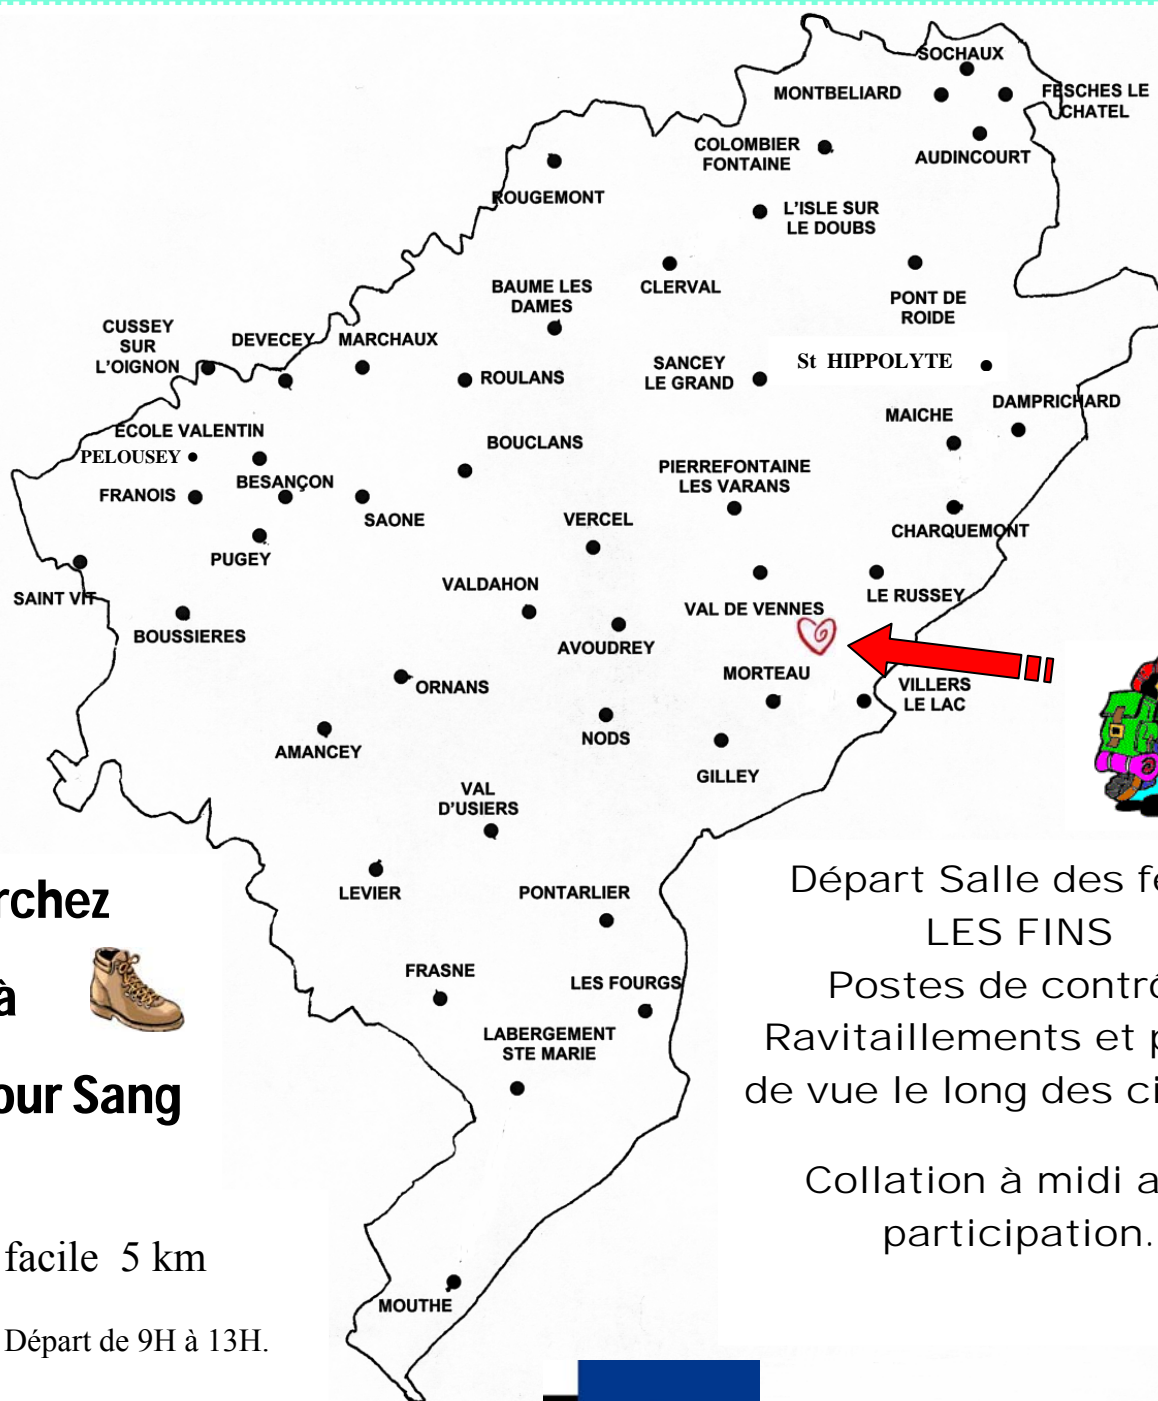 SOCHAUX
MONTBELIARD
FESCHES LE
CHATEL
COLOMBIER
FONTAINE
AUDINCOURT
ROUGEMONT
L'ISLE SUR
LE DOUBS
BAUME LES
DAMES
CLERVAL
PONT DE
ROIDE
CUSSEY
SUR
L'OIGNON
DEVECEY
MARCHAUX
ROULANS
SANCEY
LE GRAND
St HIPPOLYTE
MAICHE
DAMPRICHARD
ECOLE VALENTIN
PELOUSEY
BOUCLANS
PIERREFONTAINE
LES VARANS
FRANOIS
BESANÇON
SAONE
VERCEL
CHARQUEMONT
PUGEY
SAINT VIT
VALDAHON
VAL DE VENNES
LE RUSSEY
BOUSSIERES
AVOUDREY
ORNANS
MORTEAU
VILLERS
LE LAC
AMANCEY
NODS
GILLEY
VAL
D'USIERS
LEVIER
PONTARLIER
FRASNE
LES FOURGS
LABERGEMENT
STE MARIE
MOUTHE
rchez
à
our Sang
facile 5 km
Départ de 9H à 13H.
Départ Salle des fê
LES FINS
Postes de contrô
Ravitaillements et p
de vue le long des ci
Collation à midi a
participation.